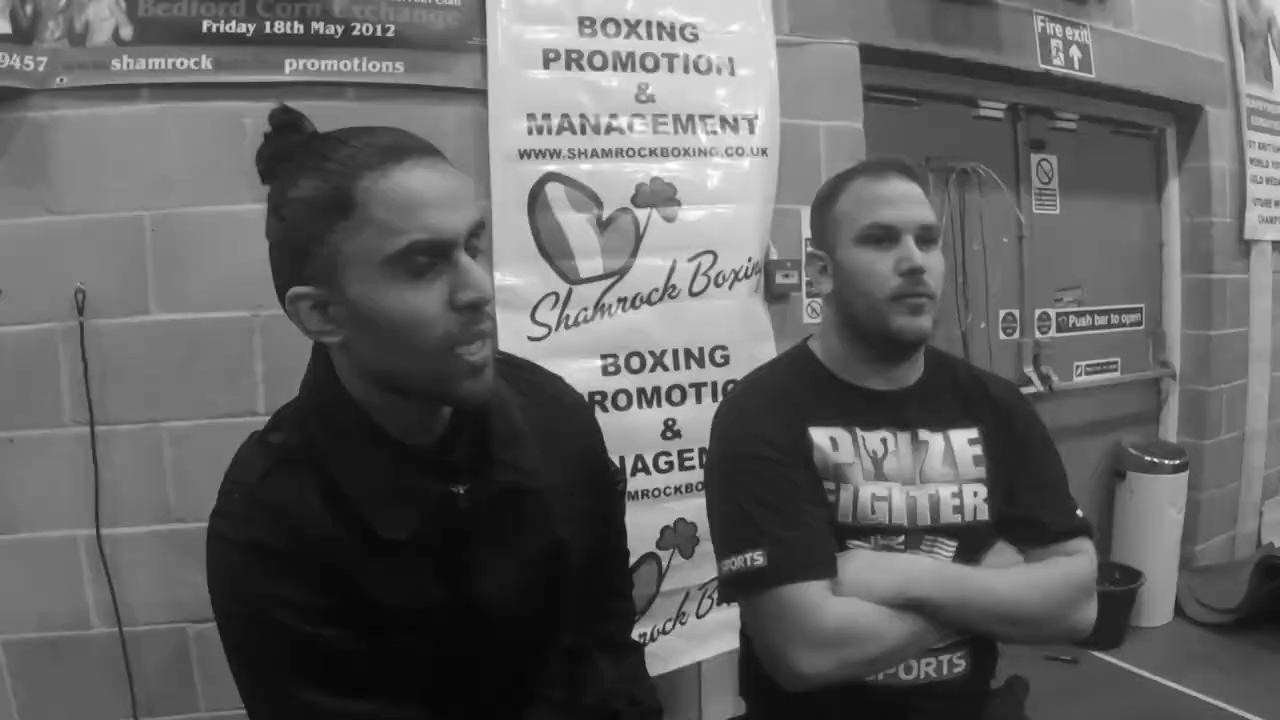 Bedford Corn Exchange
Friday 18th May 2012
9457
shamrock promotions
BOXING
PROMOTION
&
MANAGEMENT
WWW.SHAMROCKBOXING.CO.UK
Shamrock Boxing
BOXING
ROMOTIO
&
NAGEM
MROCKBO
rock Bo
Fire exit
Push bar to open
PRIZE
FIGHTER
SPORTS
SPORTS